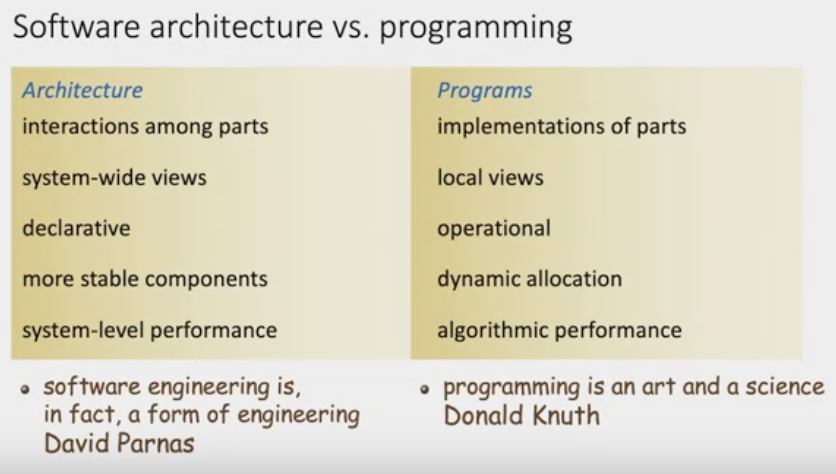 Software architecture vs. programming
Architecture
interactions among parts
system-wide views
declarative
more stable components
system-level performance
Programs
implementations of parts
local views
operational
dynamic allocation
algorithmic performance
software engineering is,
in fact, a form of engineering
David Parnas
programming is an art and a science
Donald Knuth